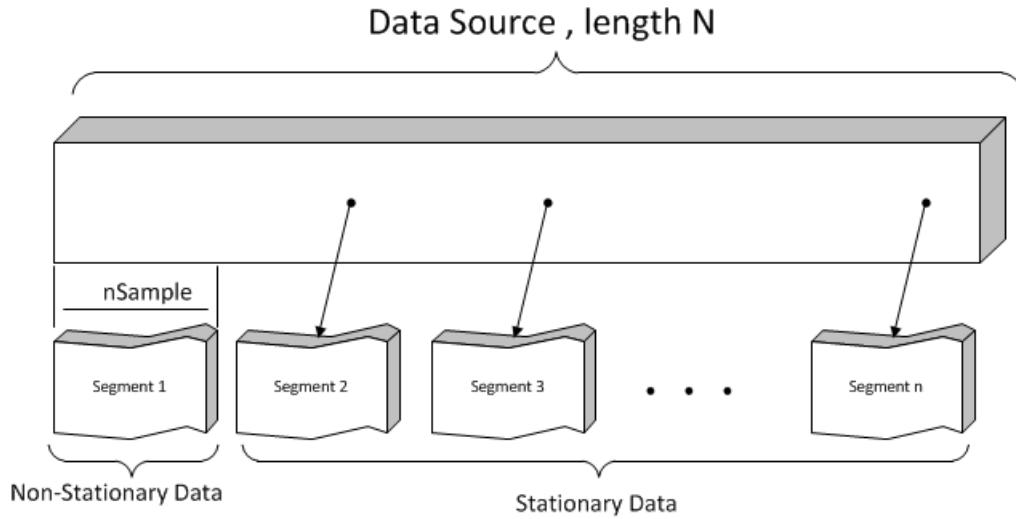 Data Source , length N
nSample
Segment 1
Segment 2
Segment 3
. . .
Segment n
Non-Stationary Data
Stationary Data